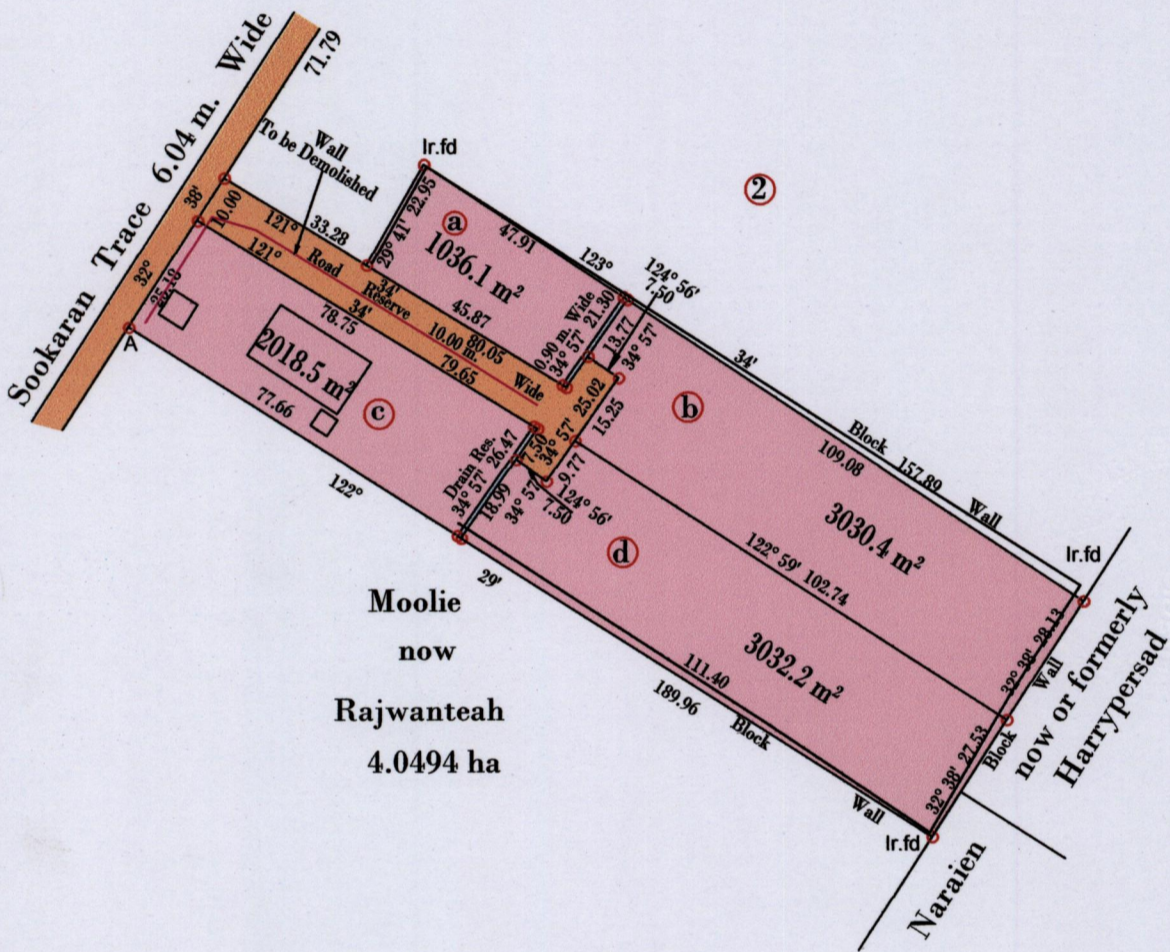 Sookaran Trace 6.04 m. Wide
71.79
38'
32°
10.00
25.18
A
Wall
To be Demolished
121° 33.28
34'
Road
Reserve
10.00 m.
Wide
45.87
80.05
121°
34'
78.75
79.65
Ir.fd
29° 41' 22.95
a
1036.1 m²
47.91
123°
34'
2
124° 56'
7.50
0.90 m. Wide
34° 57' 21.30
13.77
34° 57'
34° 57' 25.02
15.25
7.50
9.77
124° 56'
7.50
34° 57'
Drain Res.
34° 57' 26.47
18.99
2018.5 m²
c
77.66
122°
29'
b
109.08
Block 157.89 Wall
3030.4 m²
122° 59' 102.74
d
3032.2 m²
111.40
189.96
Block
Wall
Ir.fd
32° 38' 28.13
Wall
32° 38' 27.53
Block
Ir.fd
now or formerly
Harrypersad
Naraien
Moolie
now
Rajwanteah
4.0494 ha